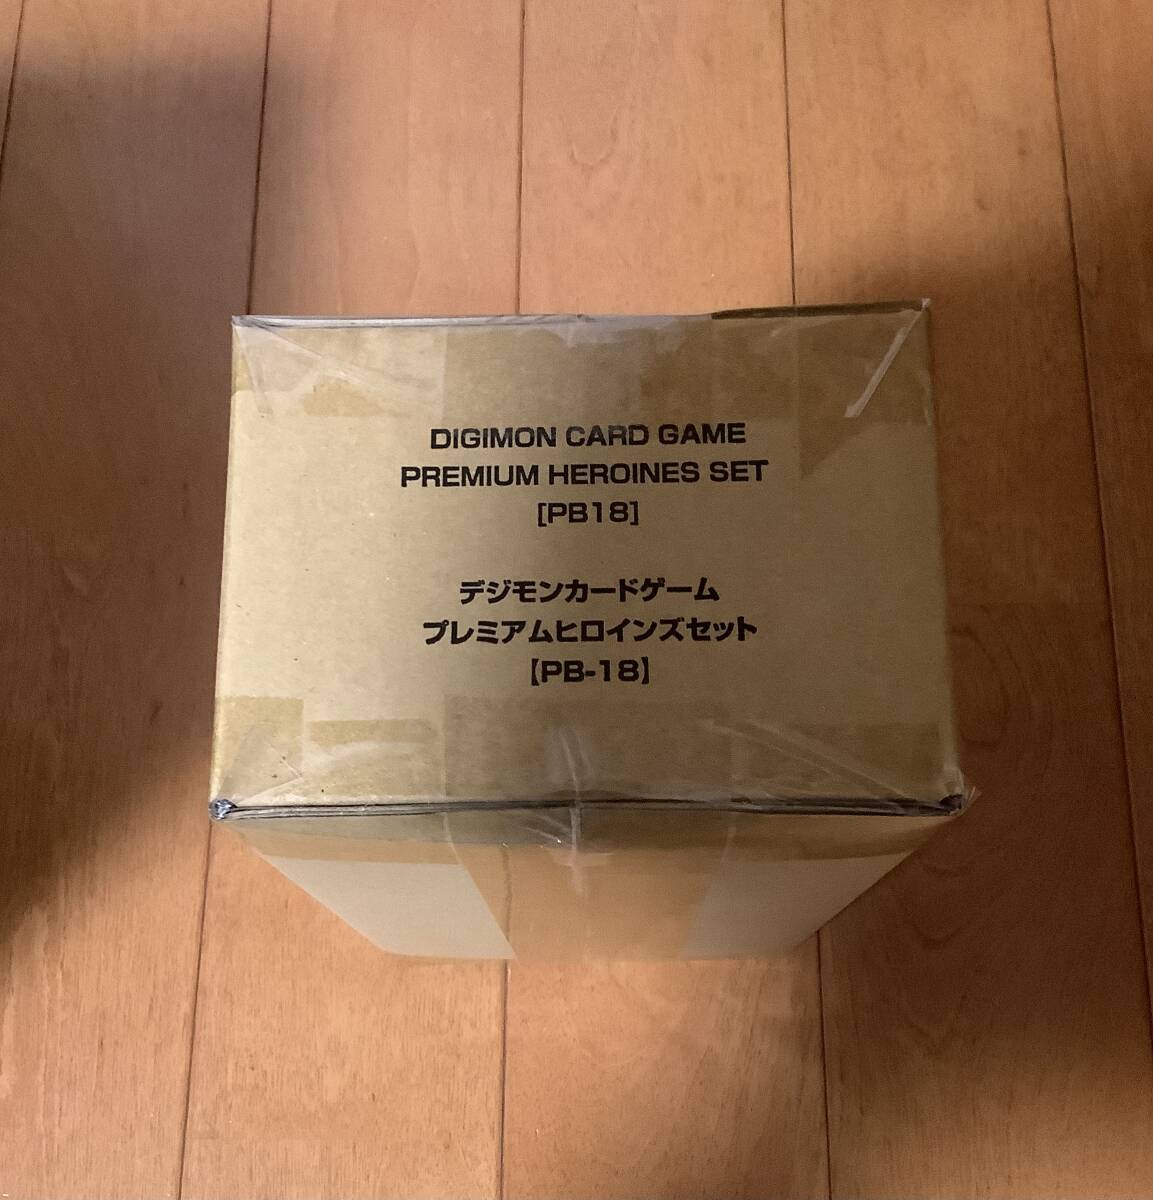 DIGIMON CARD GAME
PREMIUM HEROINES SET
[PB18]
デジモンカードゲーム
プレミアムヒロインズセット
【PB-18】